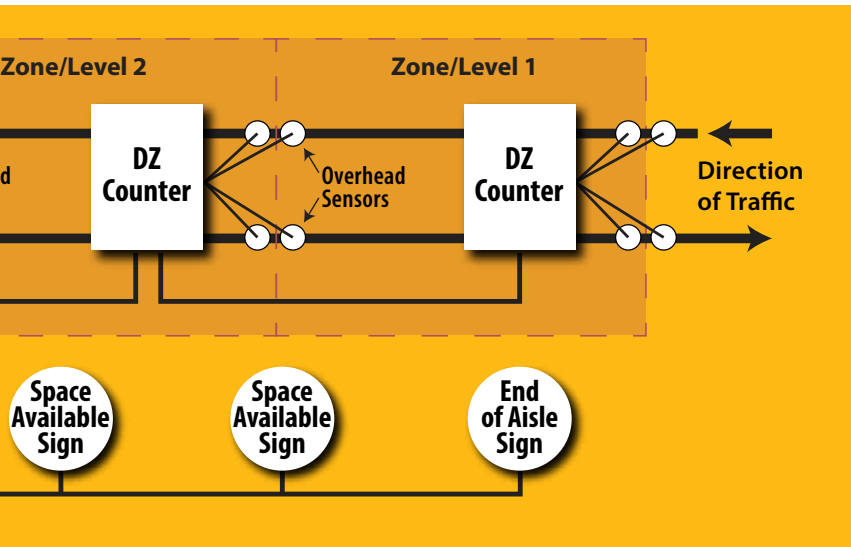 Zone/Level 2
Zone/Level 1
DZ
Counter
d
Overhead
Sensors
DZ
Counter
Direction
of Traffic
Space
Available
Sign
Space
Available
Sign
End
of Aisle
Sign